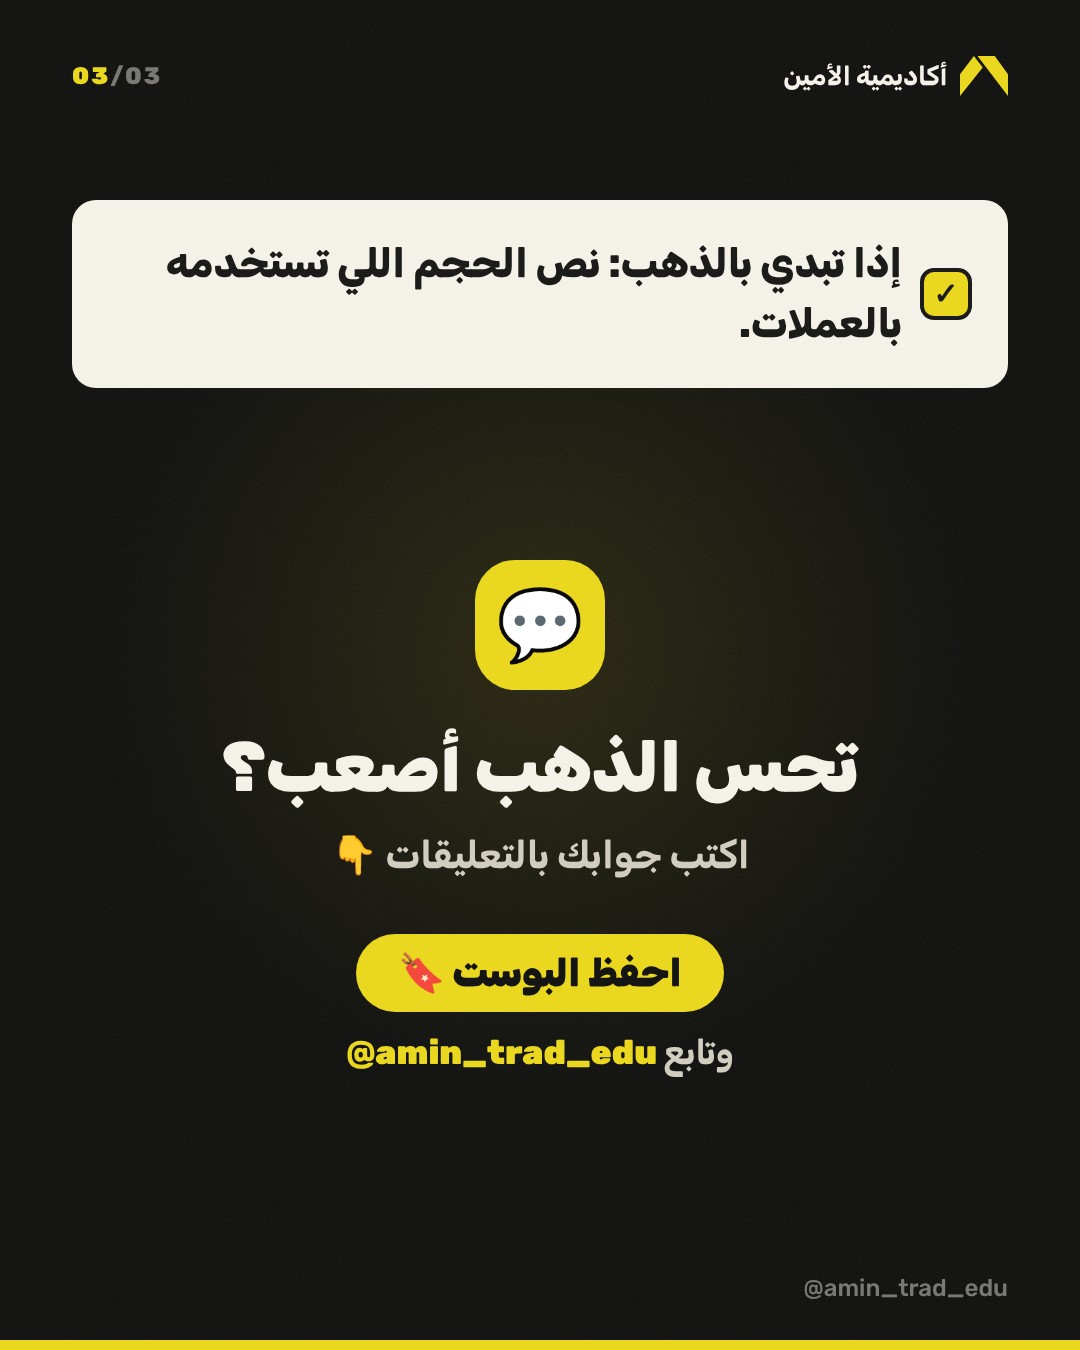 أكاديمية الأمين
03/03
إذا تبدي بالذهب: نص الحجم اللي تستخدمه
بالعملات.
تحس الذهب أصعب؟
اكتب جوابك بالتعليقات 👇
احفظ البوست 🔖
وتابع @amin_trad_edu
@amin_trad_edu